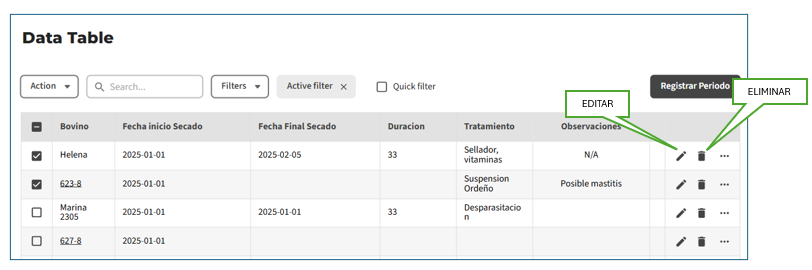 Data Table
Action
Search...
Filters
Active filter
Quick filter
Registrar Periodo
EDITAR
ELIMINAR
Bovino Fecha inicio Secado Fecha Final Secado Duracion Tratamiento Observaciones
Helena 2025-01-01 2025-02-05 33 Sellador, N/A
vitaminas
623-8 2025-01-01 Suspension Posible mastitis
Ordeño
Marina 2025-01-01 2025-01-01 33 Desparasitacio
2305 n
627-8 2025-01-01